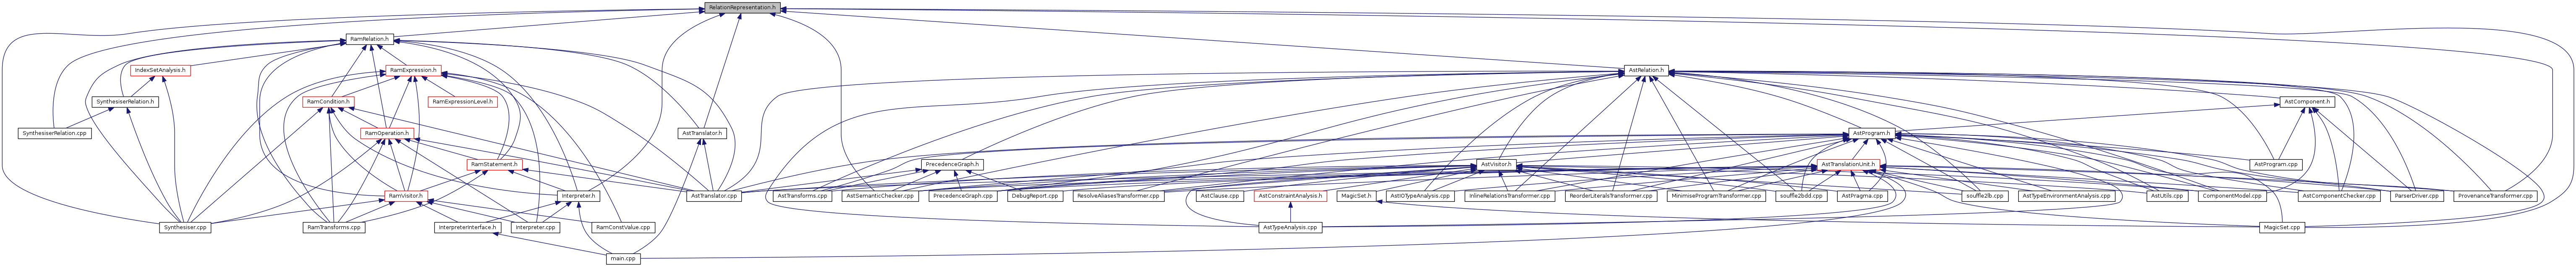 RelationRepresentation.h
RamRelation.h
IndexSetAnalysis.h
RamExpression.h
AstRelation.h
SynthesiserRelation.h
RamCondition.h
RamExpressionLevel.h
AstComponent.h
SynthesiserRelation.cpp
RamOperation.h
AstTranslator.h
AstProgram.h
RamStatement.h
PrecedenceGraph.h
AstVisitor.h
AstTranslationUnit.h
AstProgram.cpp
RamVisitor.h
Interpreter.h
AstTranslator.cpp
AstTransforms.cpp
AstSemanticChecker.cpp
PrecedenceGraph.cpp
DebugReport.cpp
ResolveAliasesTransformer.cpp
AstClause.cpp
AstConstraintAnalysis.h
MagicSet.h
AstIOTypeAnalysis.cpp
InlineRelationsTransformer.cpp
ReorderLiteralsTransformer.cpp
MinimiseProgramTransformer.cpp
souffle2bdd.cpp
AstPragma.cpp
souffle2lb.cpp
AstTypeEnvironmentAnalysis.cpp
AstUtils.cpp
ComponentModel.cpp
AstComponentChecker.cpp
ParserDriver.cpp
ProvenanceTransformer.cpp
Synthesiser.cpp
RamTransforms.cpp
InterpreterInterface.h
Interpreter.cpp
RamConstValue.cpp
AstTypeAnalysis.cpp
MagicSet.cpp
main.cpp